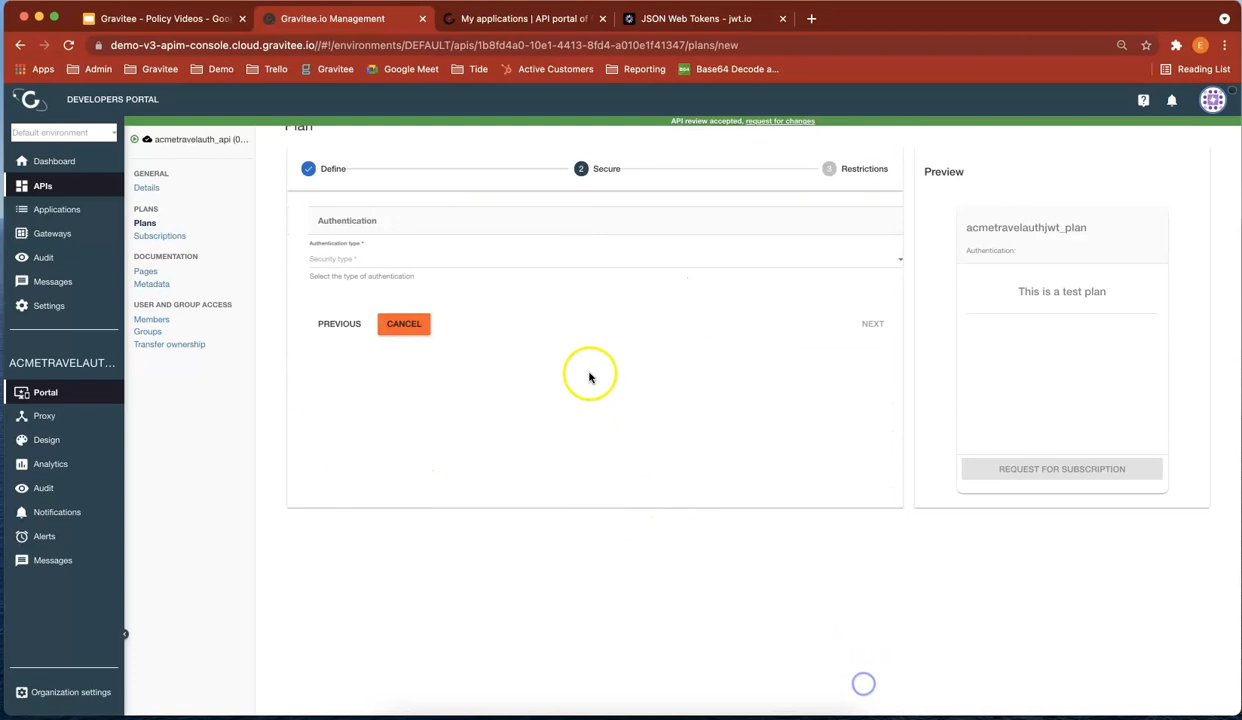 Gravitee - Policy Videos - Goo
Gravitee.io Management
My applications | API portal of
JSON Web Tokens - jwt.io
demo-v3-apim-console.cloud.gravitee.io//#!/environments/DEFAULT/apis/1b8fd4a0-10e1-4413-8fd4-a010e1f41347/plans/new
Apps
Admin
Gravitee
Demo
Trello
Gravitee
Google Meet
Tide
Active Customers
Reporting
Base64 Decode a...
Reading List
DEVELOPERS PORTAL
API review accepted, request for changes
Default environment
Dashboard
APIs
Applications
Gateways
Audit
Messages
Settings
ACMETRAVELAUT...
Portal
Proxy
Design
Analytics
Audit
Notifications
Alerts
Messages
Organization settings
acmetravelauth_api (0...
GENERAL
Details
PLANS
Plans
Subscriptions
DOCUMENTATION
Pages
Metadata
USER AND GROUP ACCESS
Members
Groups
Transfer ownership
Plan
Define
2 Secure
3 Restrictions
Authentication
Authentication type *
Security type *
Select the type of authentication
PREVIOUS
CANCEL
NEXT
Preview
acmetravelauthjwt_plan
Authentication:
This is a test plan
REQUEST FOR SUBSCRIPTION